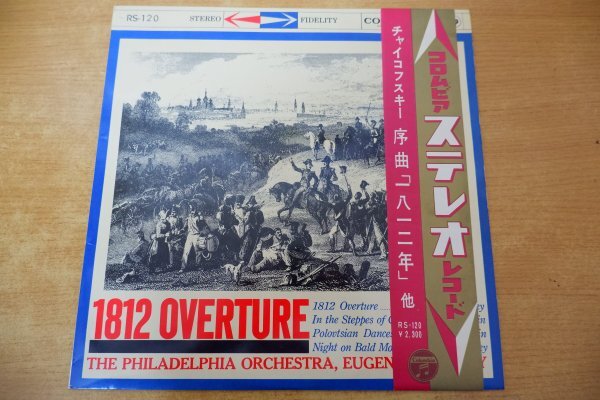 RS-120
STEREO FIDELITY CO
1812 OVERTURE
1812 Overture
In the Steppes of C
Polovtsian Dances
Night on Bald Mo
THE PHILADELPHIA ORCHESTRA, EUGEN
チャイコフスキー 序曲「一八一二年」他
RS-120
¥2,300
Columbia
コロムビア
ステレオ
レコード